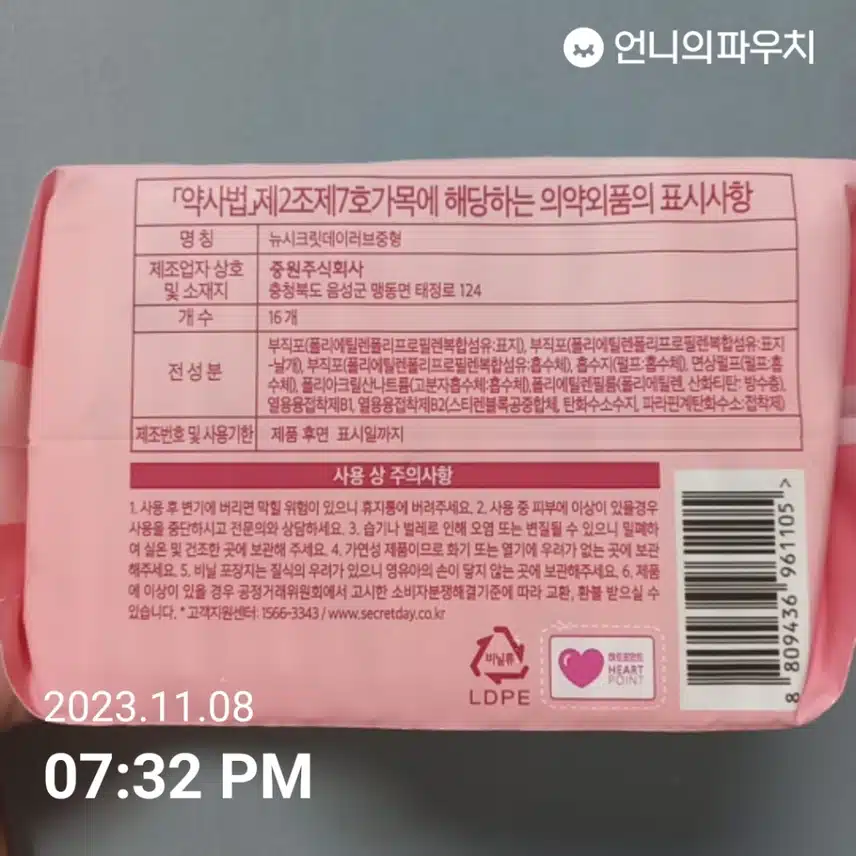 언니의파우치
「약사법」제2조제7호가목에 해당하는 의약외품의 표시사항
명 칭 뉴시크릿데이러브중형
제조업자 상호 및 소재지 중원주식회사
충청북도 음성군 맹동면 태정로 124
개 수 16개
전성분 부직포(폴리에틸렌폴리프로필렌복합섬유:표지), 부직포(폴리에틸렌폴리프로필렌복합섬유:표지
-날개), 부직포(폴리에틸렌폴리프로필렌복합섬유:흡수체), 흡수지(펄프:흡수체), 면상펄프(펄프:흡
수체), 폴리아크릴산나트륨(고분자흡수체:흡수체),폴리에틸렌필름(폴리에틸렌, 산화티탄: 방수층),
열용융접착제B1, 열용융접착제B2(스티렌블록공중합체, 탄화수소수지, 파라핀계탄화수소:접착제)
제조번호 및 사용기한 제품 후면 표시일까지
사용 상 주의사항
1. 사용 후 변기에 버리면 막힐 위험이 있으니 휴지통에 버려주세요. 2. 사용 중 피부에 이상이 있을경우
사용을 중단하시고 전문의와 상담하세요. 3. 습기나 벌레로 인해 오염 또는 변질될 수 있으니 밀폐하
여 실온 및 건조한 곳에 보관해 주세요. 4. 가연성 제품이므로 화기 또는 열기에 우려가 없는 곳에 보관
해주세요. 5. 비닐 포장지는 질식의 우려가 있으니 영유아의 손이 닿지 않는 곳에 보관해주세요. 6. 제품
에 이상이 있을 경우 공정거래위원회에서 고시한 소비자분쟁해결기준에 따라 교환, 환불 받으실 수
있습니다. * 고객지원센터: 1566-3343 / www.secretday.co.kr
비닐류
LDPE
하트포인트
HEART
POINT
8 809436 961105 >
2023.11.08
07:32 PM